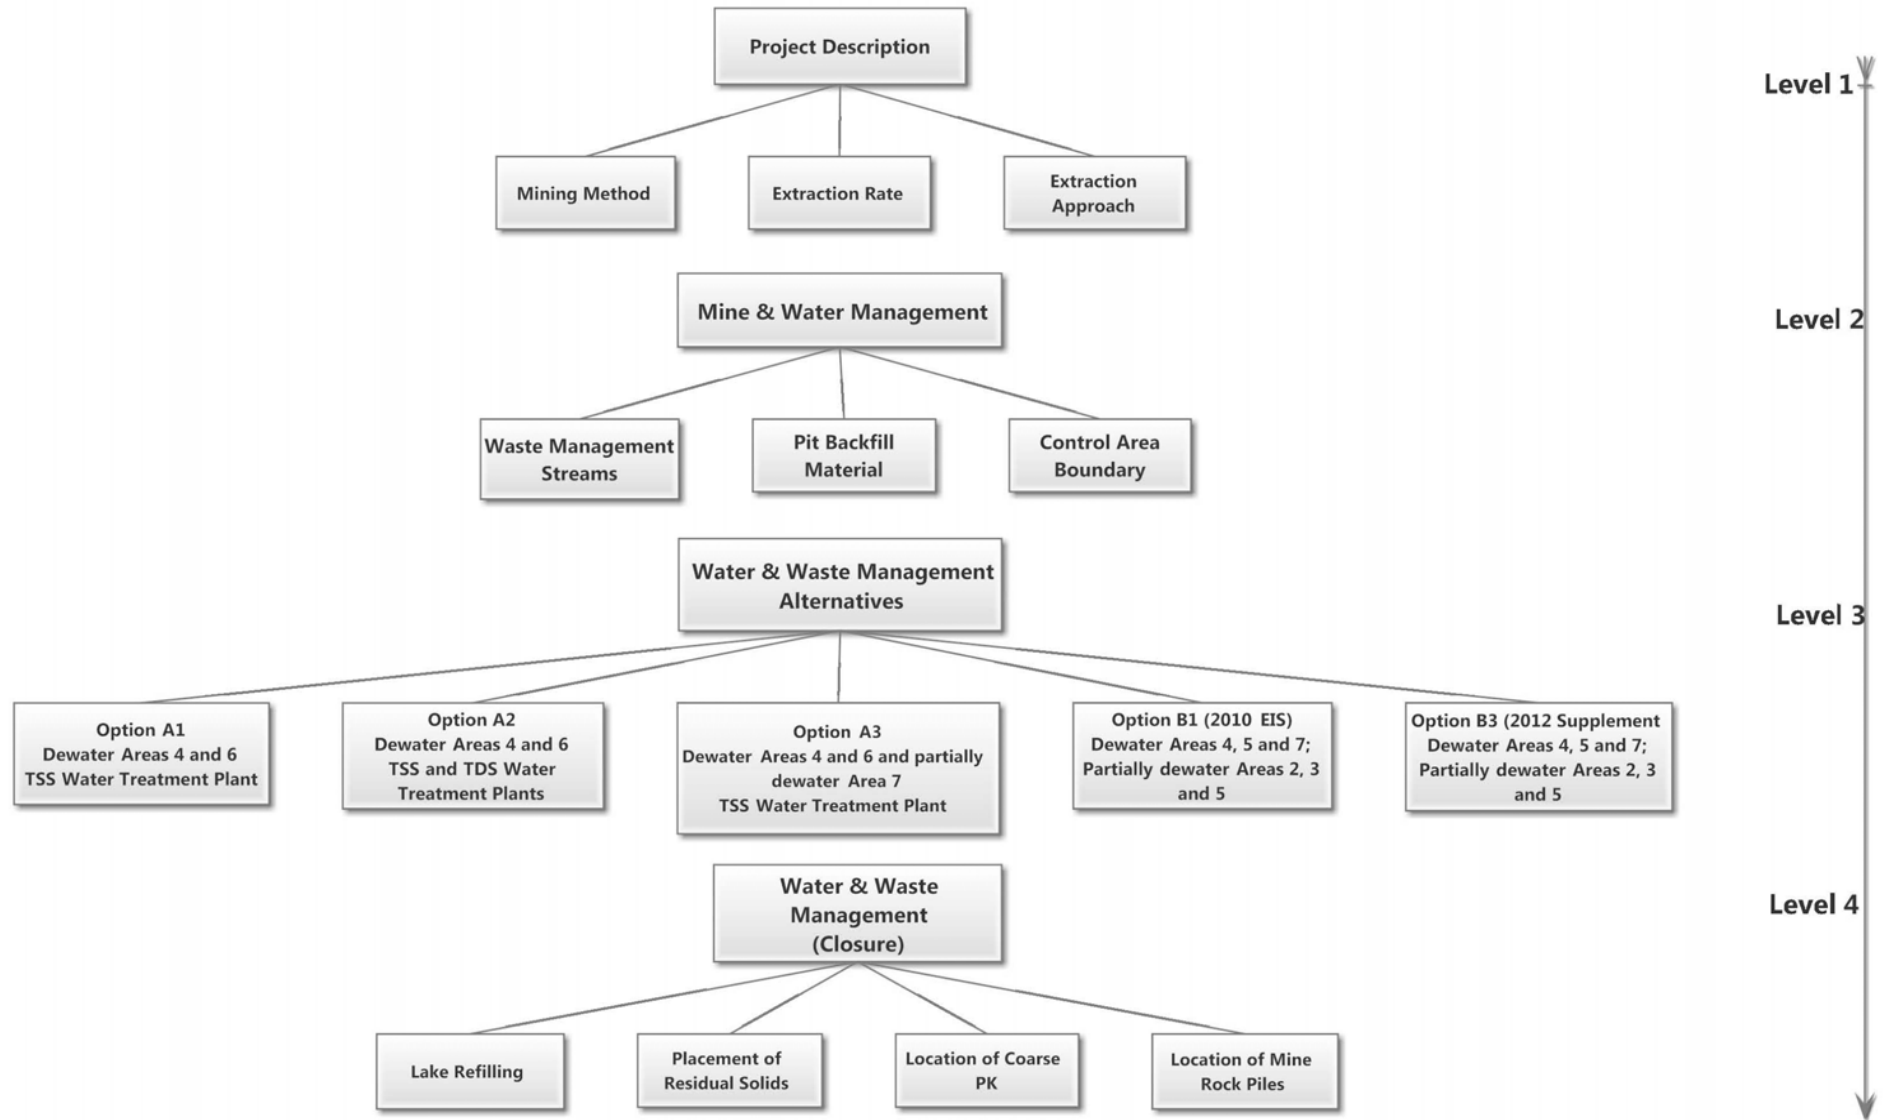 Project Description
Level 1
Mining Method
Extraction Rate
Extraction
Approach
Mine & Water Management
Level 2
Waste Management
Streams
Pit Backfill
Material
Control Area
Boundary
Water & Waste Management
Alternatives
Level 3
Option A1
Dewater Areas 4 and 6
TSS Water Treatment Plant
Option A2
Dewater Areas 4 and 6
TSS and TDS Water
Treatment Plants
Option A3
Dewater Areas 4 and 6 and partially
dewater Area 7
TSS Water Treatment Plant
Option B1 (2010 EIS)
Dewater Areas 4, 5 and 7;
Partially dewater Areas 2, 3
and 5
Option B3 (2012 Supplement
Dewater Areas 4, 5 and 7;
Partially dewater Areas 2, 3
and 5
Water & Waste
Management
(Closure)
Level 4
Lake Refilling
Placement of
Residual Solids
Location of Coarse
PK
Location of Mine
Rock Piles